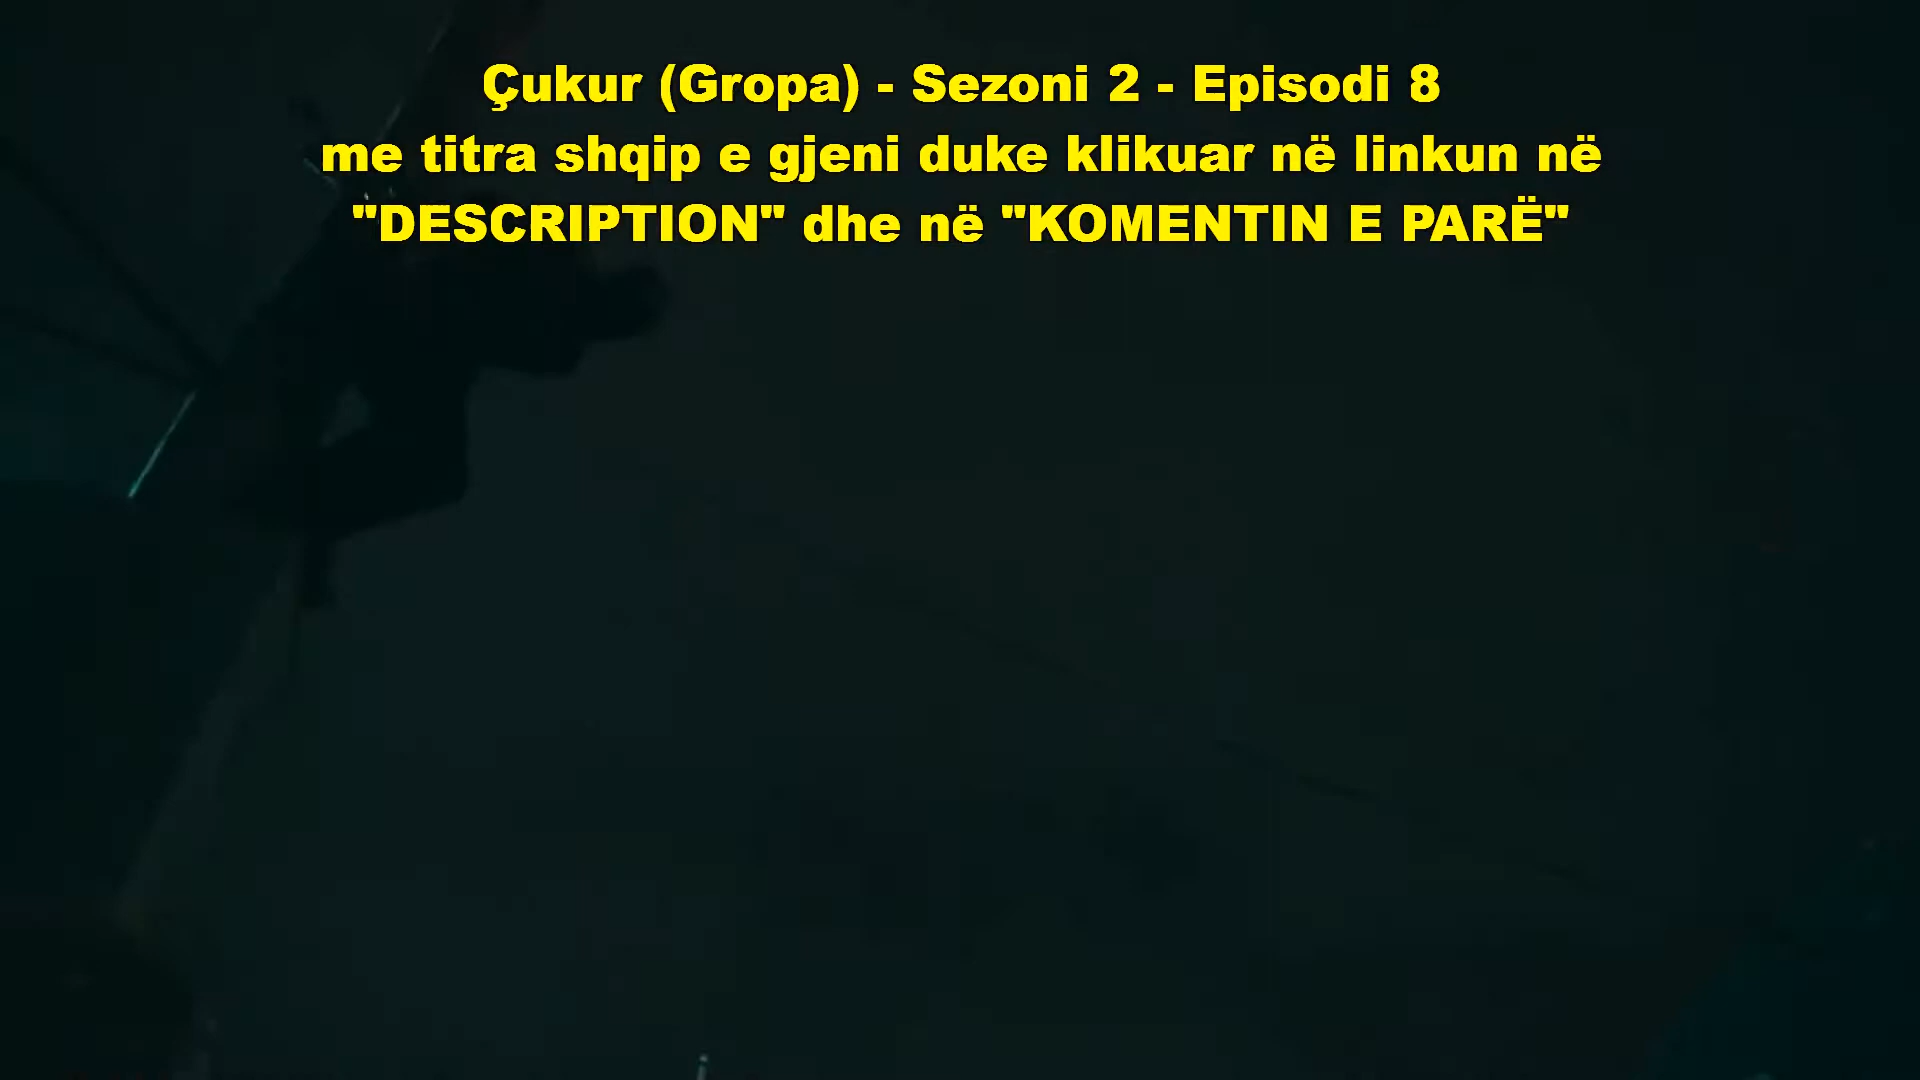 Çukur (Gropa) - Sezoni 2 - Episodi 8
me titra shqip e gjeni duke klikuar në linkun në
"DESCRIPTION" dhe në "KOMENTIN E PARË"